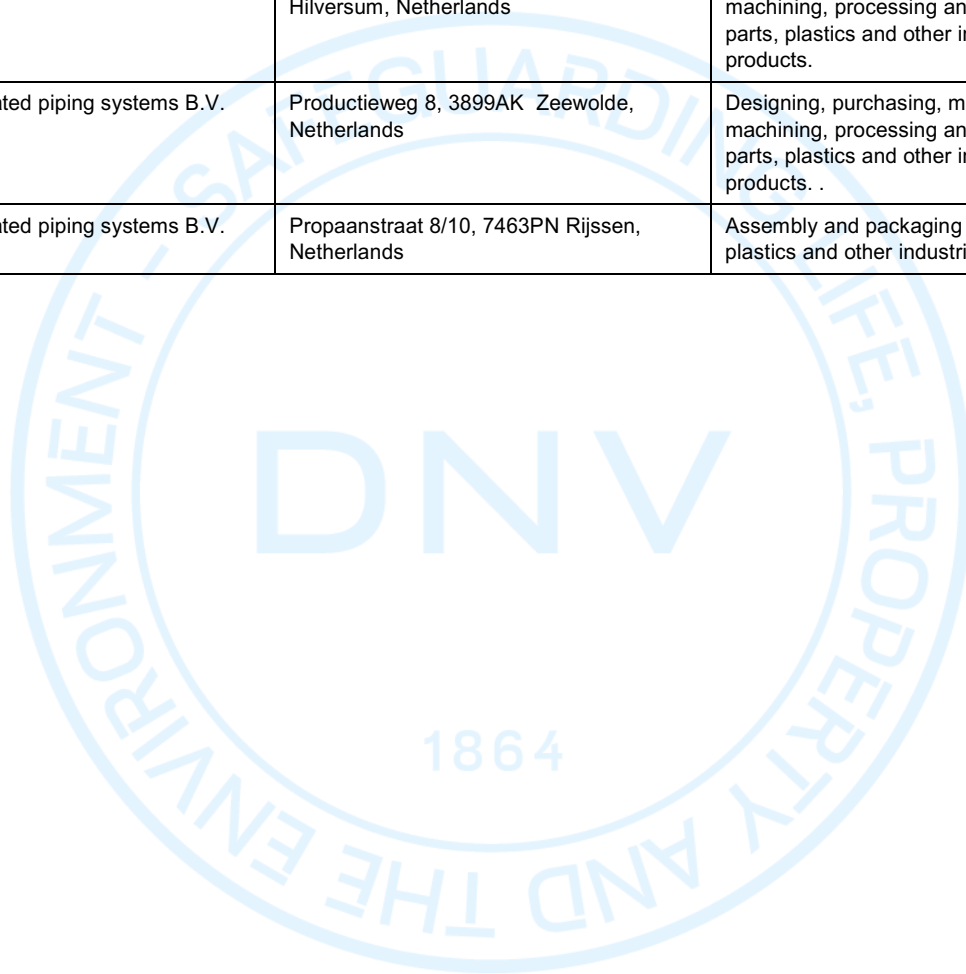 Hilversum, Netherlands
machining, processing an
parts, plastics and other i
products.
ated piping systems B.V.
Productieweg 8, 3899AK Zeewolde,
Netherlands
Designing, purchasing, m
machining, processing an
parts, plastics and other i
products. .
ated piping systems B.V.
Propaanstraat 8/10, 7463PN Rijssen,
Netherlands
Assembly and packaging
plastics and other industri
SAFEGUARDING LIFE, PROPERTY AND THE ENVIRONMENT -
DNV
1864